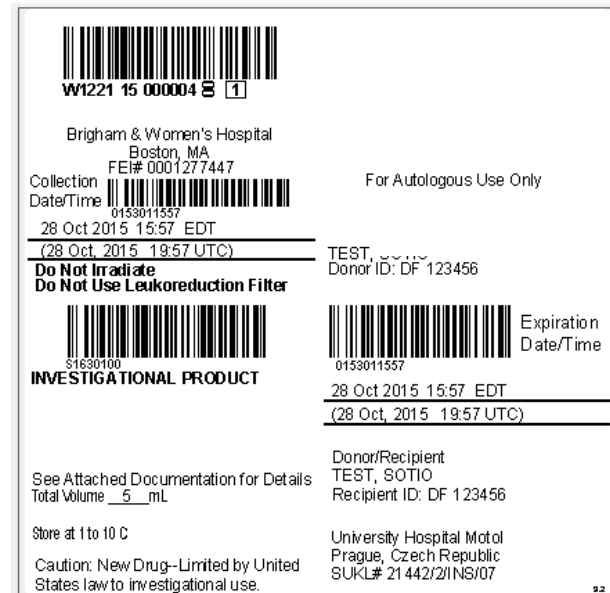 W1221 15 000004 8 1
Brigham & Women's Hospital
Boston, MA
FEI# 0001277447
Collection
Date/Time
0153011557
28 Oct 2015 15:57 EDT
(28 Oct, 2015 19:57 UTC)
Do Not Irradiate
Do Not Use Leukoreduction Filter
S1630100
INVESTIGATIONAL PRODUCT
See Attached Documentation for Details
Total Volume __5__mL
Store at 1 to 10 C
Caution: New Drug--Limited by United
States law to investigational use.
For Autologous Use Only
TEST, SOTIO
Donor ID: DF 123456
Expiration
Date/Time
0153011557
28 Oct 2015 15:57 EDT
(28 Oct, 2015 19:57 UTC)
Donor/Recipient
TEST, SOTIO
Recipient ID: DF 123456
University Hospital Motol
Prague, Czech Republic
SUKL# 21442/2/INS/07